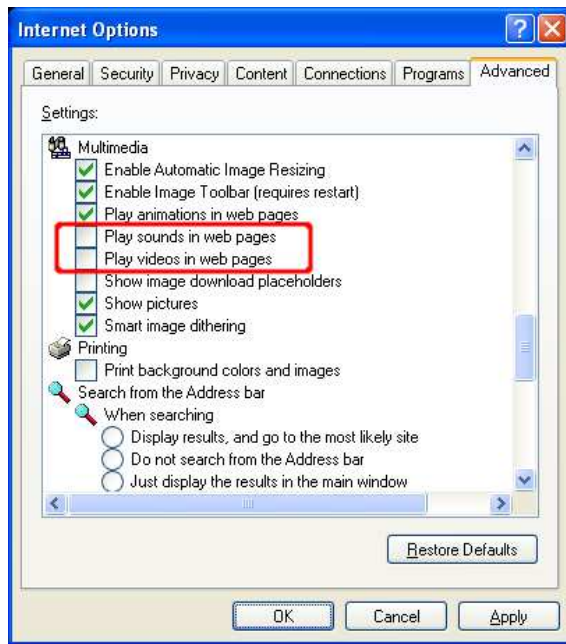 Internet Options
General Security Privacy Content Connections Programs Advanced
Settings:
Multimedia
Enable Automatic Image Resizing
Enable Image Toolbar (requires restart)
Play animations in web pages
Play sounds in web pages
Play videos in web pages
Show image download placeholders
Show pictures
Smart image dithering
Printing
Print background colors and images
Search from the Address bar
When searching
Display results, and go to the most likely site
Do not search from the Address bar
Just display the results in the main window
Restore Defaults
OK Cancel Apply